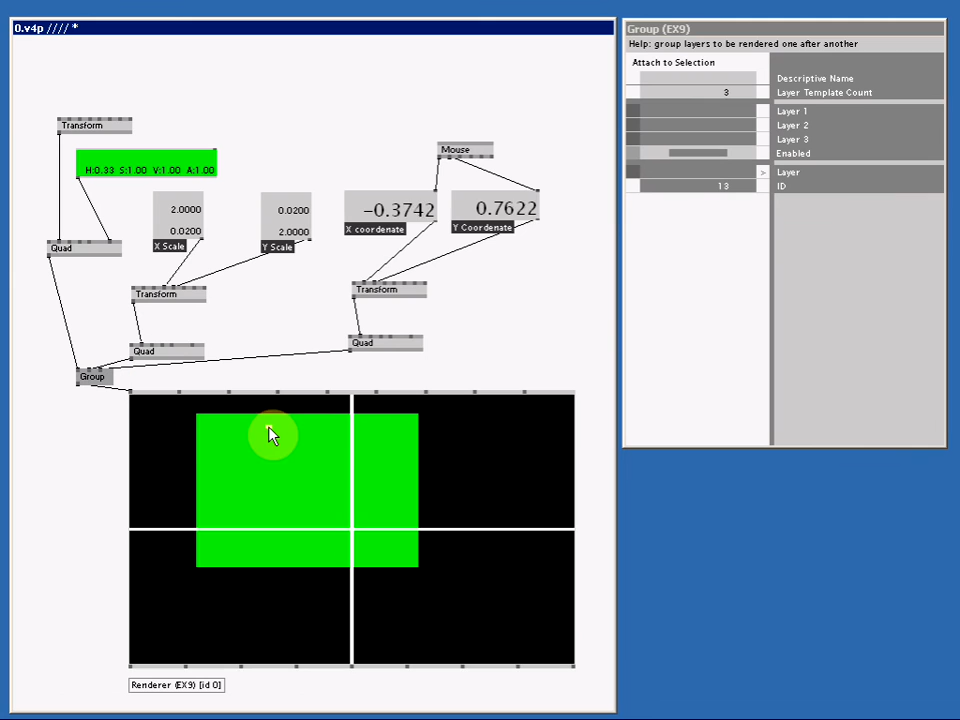 0.v4p //// *
Transform
H:0.33 S:1.00 V:1.00 A:1.00
Mouse
2.0000
0.0200
X Scale
0.0200
2.0000
Y Scale
-0.3742
X coordenate
0.7622
Y Coordenate
Quad
Transform
Transform
Quad
Quad
Group
Renderer (EX9) [id 0]
Group (EX9)
Help: group layers to be rendered one after another
Attach to Selection
Descriptive Name
3 Layer Template Count
Layer 1
Layer 2
Layer 3
Enabled
> Layer
13 ID